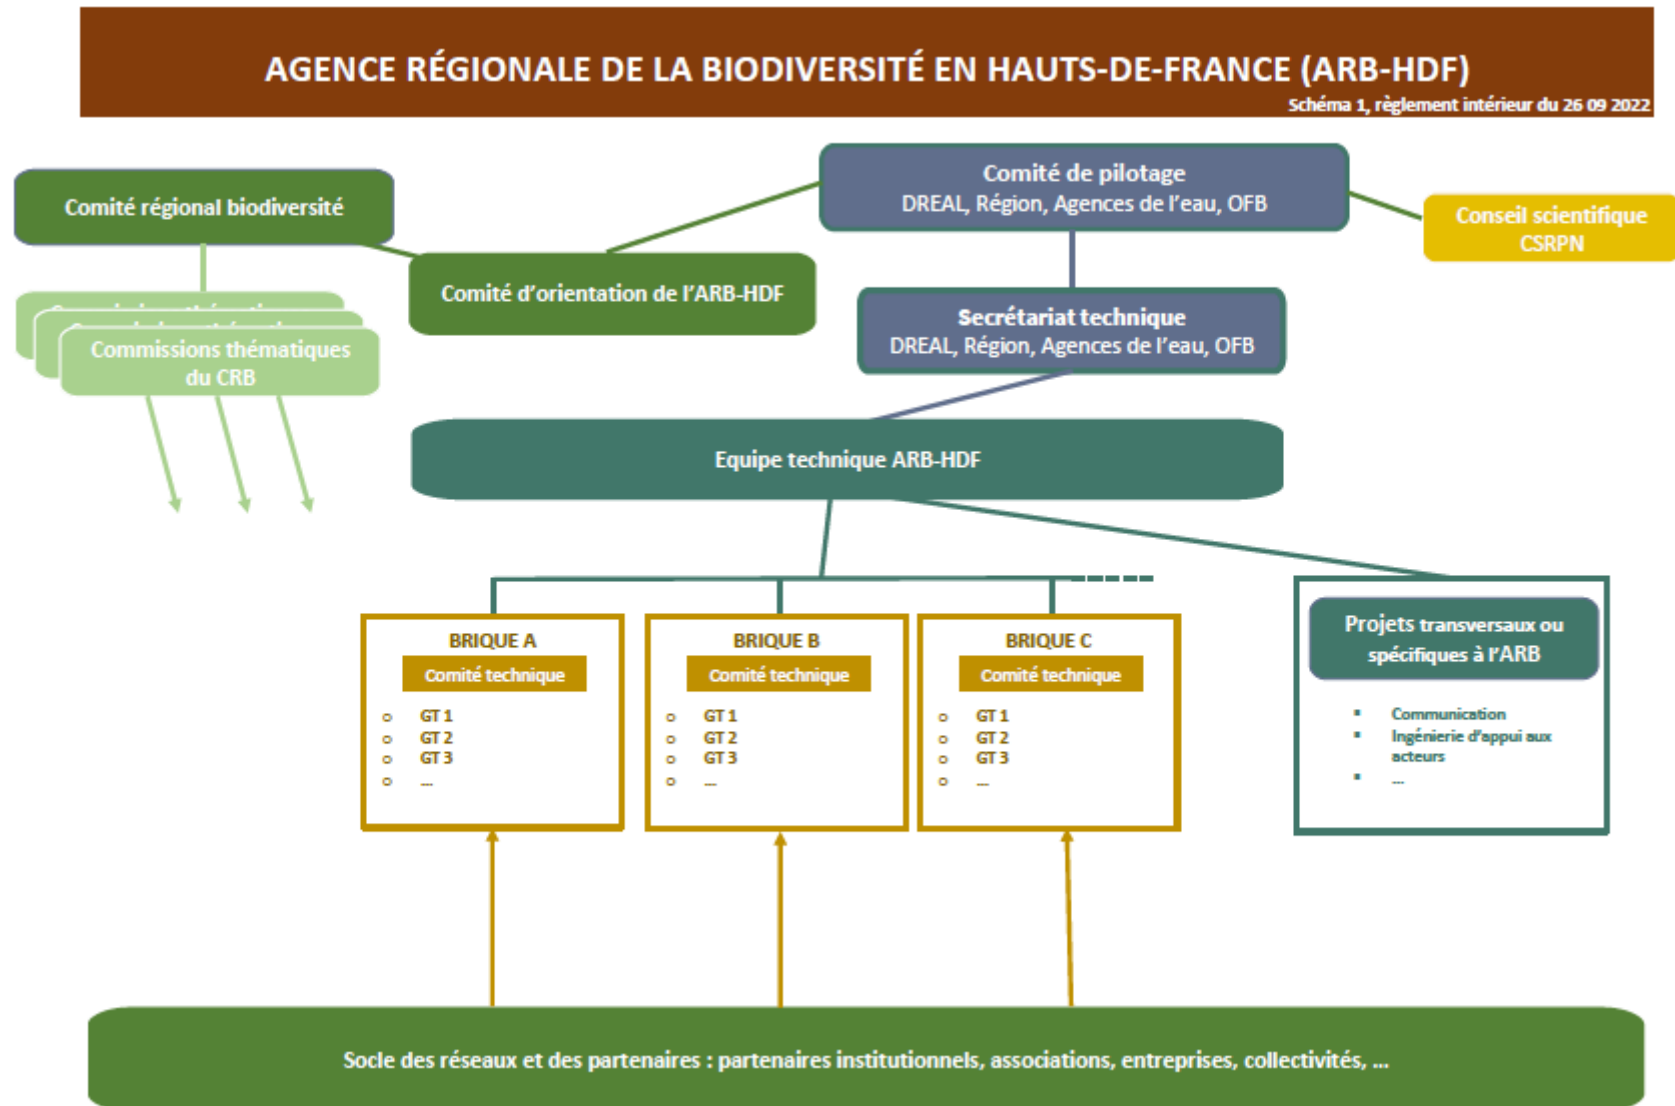 AGENCE RÉGIONALE DE LA BIODIVERSITÉ EN HAUTS-DE-FRANCE (ARB-HDF)
Schéma 1, règlement intérieur du 26 09 2022
Comité régional biodiversité
Comité de pilotage
DREAL, Région, Agences de l'eau, OFB
Conseil scientifique
CSRPN
Comité d'orientation de l'ARB-HDF
Secrétariat technique
DREAL, Région, Agences de l'eau, OFB
Commissions thématiques
du CRB
Equipe technique ARB-HDF
BRIQUE A
Comité technique
o GT 1
o GT 2
o GT 3
o ...
BRIQUE B
Comité technique
o GT 1
o GT 2
o GT 3
o ...
BRIQUE C
Comité technique
o GT 1
o GT 2
o GT 3
o ...
Projets transversaux ou
spécifiques à l'ARB
▪ Communication
▪ Ingénierie d'appui aux
acteurs
▪ ...
Socle des réseaux et des partenaires : partenaires institutionnels, associations, entreprises, collectivités, ...